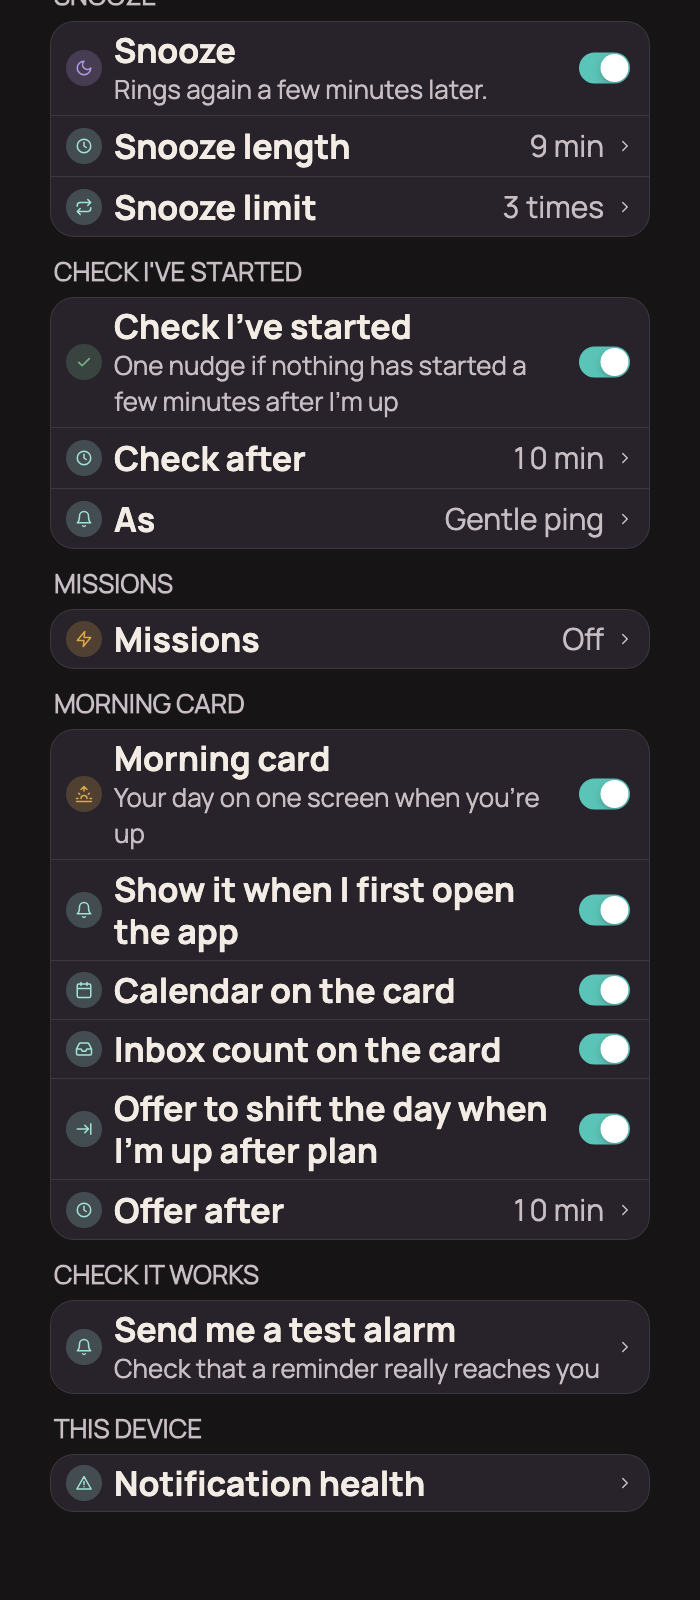 SNOOZE
Snooze
Rings again a few minutes later.
Snooze length
9 min
Snooze limit
3 times
CHECK I'VE STARTED
Check I’ve started
One nudge if nothing has started a
few minutes after I’m up
Check after
10 min
As
Gentle ping
MISSIONS
Missions
Off
MORNING CARD
Morning card
Your day on one screen when you’re
up
Show it when I first open
the app
Calendar on the card
Inbox count on the card
Offer to shift the day when
I’m up after plan
Offer after
10 min
CHECK IT WORKS
Send me a test alarm
Check that a reminder really reaches you
THIS DEVICE
Notification health